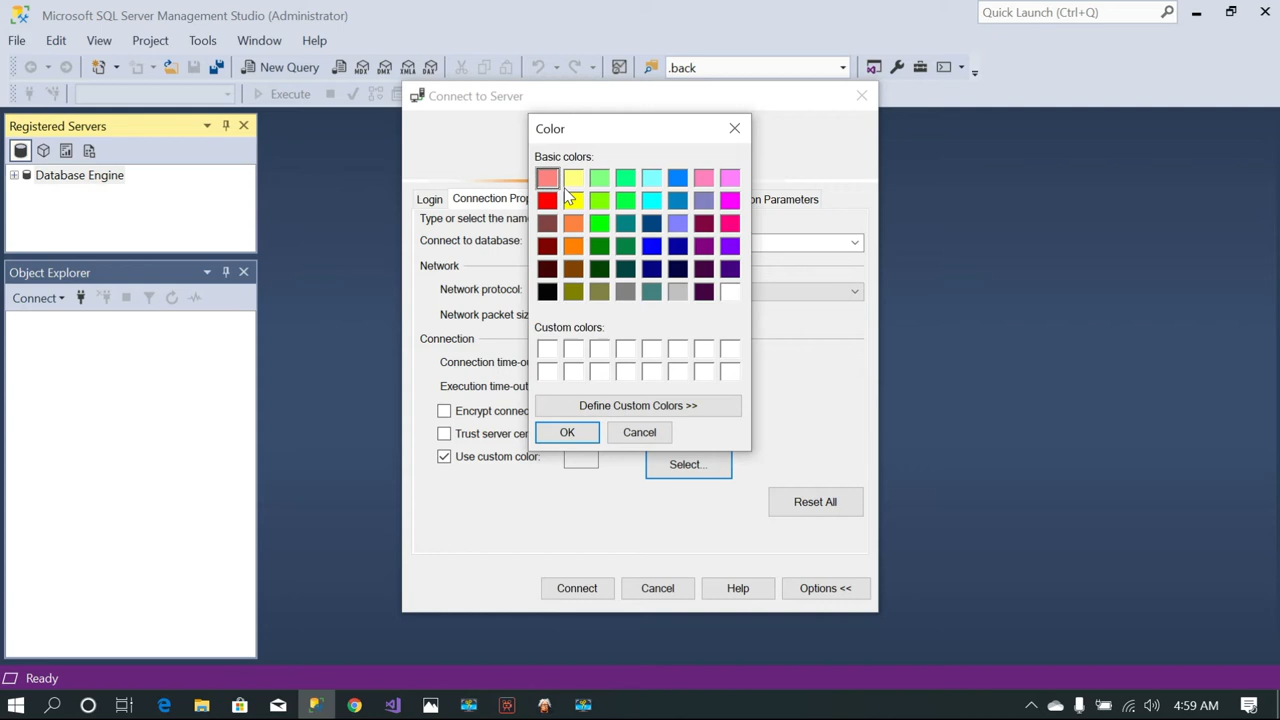 Microsoft SQL Server Management Studio (Administrator)
Quick Launch (Ctrl+Q)
File Edit View Project Tools Window Help
New Query MDX DMX XMLA DAX .back
Execute
Connect to Server
Registered Servers
Database Engine
Object Explorer
Connect
Color
Basic colors:
Custom colors:
Define Custom Colors >>
OK Cancel
Login Connection Prop on Parameters
Type or select the nam
Connect to database:
Network
Network protocol:
Network packet siz
Connection
Connection time-o
Execution time-out
Encrypt connec
Trust server cer
Use custom color: Select...
Reset All
Connect Cancel Help Options <<
Ready
4:59 AM